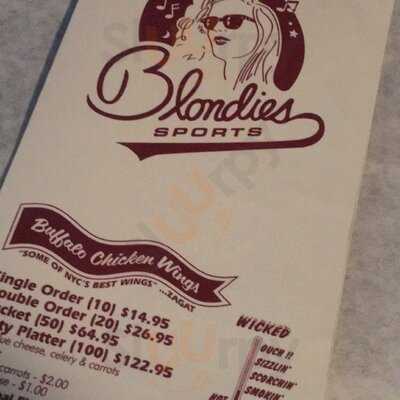 Blondies
SPORTS
Buffalo Chicken Wings
"SOME OF NYC'S BEST WINGS" ...ZAGAT
ingle Order (10) $14.95
ouble Order (20) $26.95
cket (50) $64.95
ty Platter (100) $122.95
ue cheese, celery & carrots
carrots - $2.00
se - $1.00
WICKED
OUCH !!
SIZZLIN'
SCORCHIN'
SMOKIN'
HOT